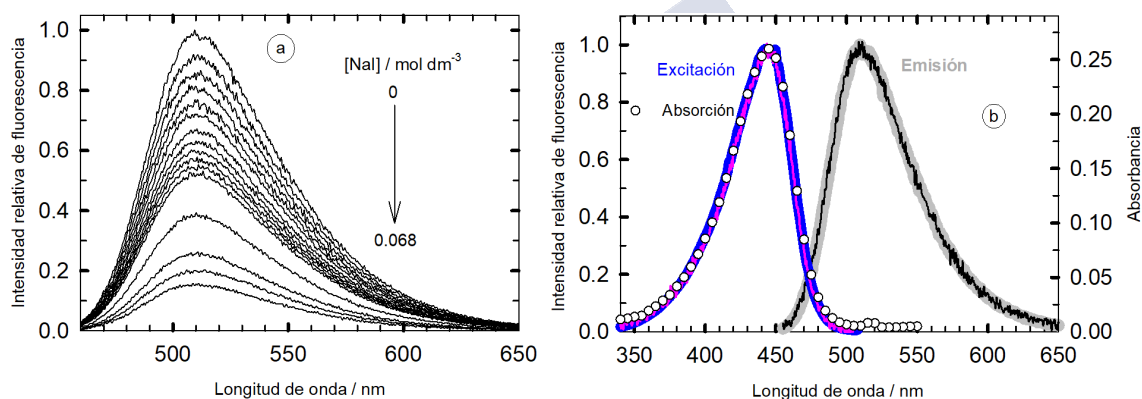 a
[NaI] / mol dm-3
0
0.068
Intensidad relativa de fluorescencia
1.0
0.8
0.6
0.4
0.2
0.0
500
550
600
650
Longitud de onda / nm
b
Excitación
Emisión
Absorción
Intensidad relativa de fluorescencia
1.0
0.8
0.6
0.4
0.2
0.0
0.25
0.20
0.15
0.10
0.05
0.00
Absorbancia
350
400
450
500
550
600
650
Longitud de onda / nm